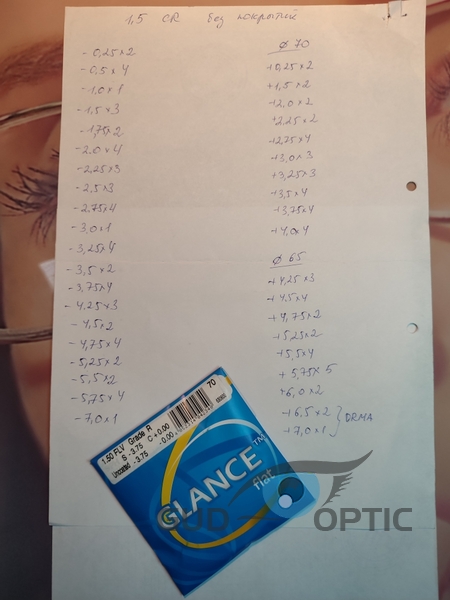 1,5 CR без покрытий
- 0,25 x 2
- 0,5 x 4
- 1,0 x 1
- 1,5 x 3
- 1,75 x 2
- 2,0 x 4
- 2,25 x 3
- 2,5 x 3
- 2,75 x 4
- 3,0 x 1
- 3,25 x 4
- 3,5 x 2
- 3,75 x 4
- 4,25 x 3
- 4,5 x 2
- 4,75 x 4
- 5,25 x 2
- 5,5 x 2
- 5,75 x 4
- 7,0 x 1
ø 70
+ 0,25 x 2
+ 1,5 x 2
+ 2,0 x 2
+ 2,25 x 2
+ 2,75 x 4
+ 3,0 x 3
+ 3,25 x 3
+ 3,5 x 4
+ 3,75 x 4
+ 4,0 x 4
ø 65
+ 4,25 x 3
+ 4,5 x 4
+ 4,75 x 2
+ 5,25 x 2
+ 5,5 x 4
+ 5,75 x 5
+ 6,0 x 2
+ 6,5 x 2
+ 7,0 x 1
1.50 FLV Grade R 70
S -3.75 C +0.00
Uncoated -3.75 -0.00
GLANCE™
flat
GUD OPTIC